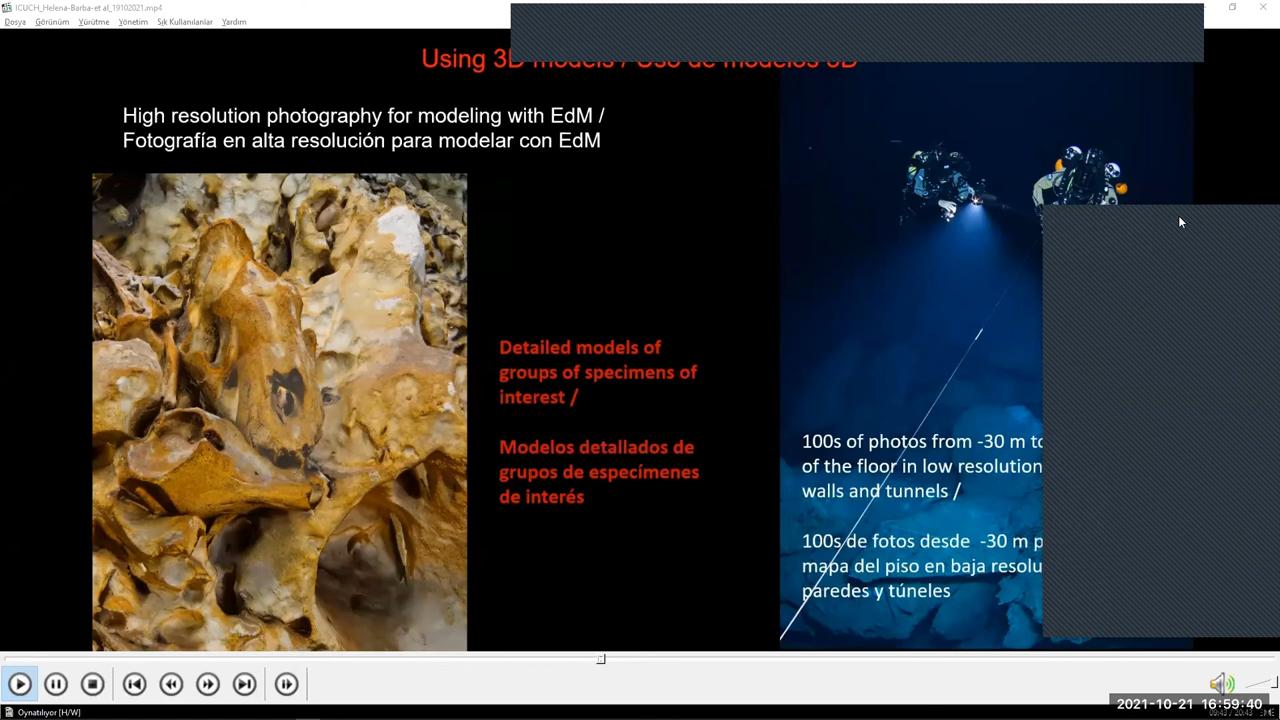 ICUCH_Helena-Barba-et al_19102021.mp4
Dosya Görünüm Yürütme Yönetim Sık Kullanılanlar Yardım
Using 3D models / Uso de modelos 3D
High resolution photography for modeling with EdM /
Fotografía en alta resolución para modelar con EdM
Detailed models of
groups of specimens of
interest /
Modelos detallados de
grupos de especímenes
de interés
100s of photos from -30 m to
of the floor in low resolution
walls and tunnels /
100s de fotos desde -30 m
mapa del piso en baja
paredes y túneles
2021-10-21 16:59:40
Oynatılıyor [H/W]